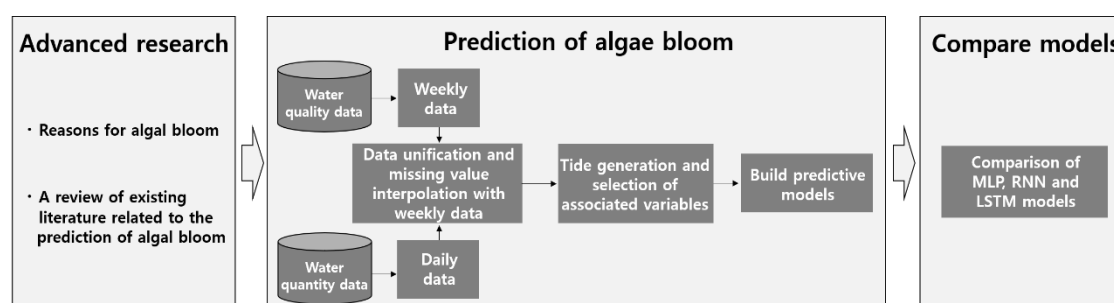 Advanced research
· Reasons for algal bloom
· A review of existing
literature related to the
prediction of algal bloom
Prediction of algae bloom
Water
quality data
Weekly
data
Data unification and
missing value
interpolation with
weekly data
Water
quantity data
Daily
data
Tide generation and
selection of
associated variables
Build predictive
models
Compare models
Comparison of
MLP, RNN and
LSTM models